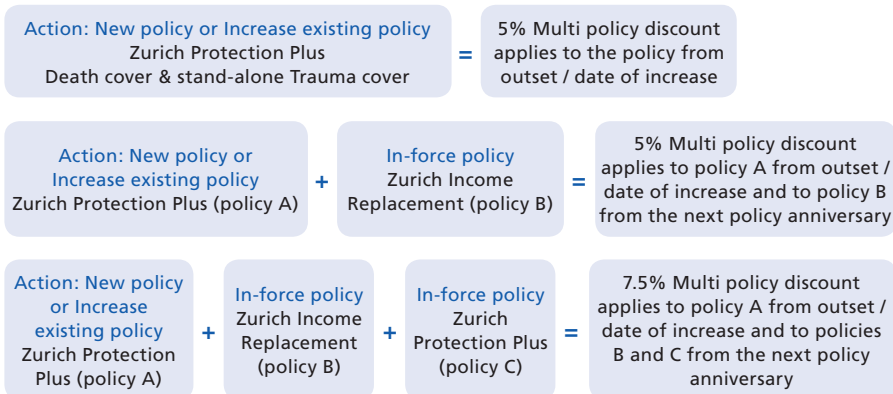 Action: New policy or Increase existing policy
Zurich Protection Plus
Death cover & stand-alone Trauma cover
=
5% Multi policy discount
applies to the policy from
outset / date of increase
Action: New policy or
Increase existing policy
Zurich Protection Plus (policy A)
+
In-force policy
Zurich Income
Replacement (policy B)
=
5% Multi policy discount
applies to policy A from outset /
date of increase and to policy B
from the next policy anniversary
Action: New policy
or Increase
existing policy
Zurich Protection
Plus (policy A)
+
In-force policy
Zurich Income
Replacement
(policy B)
+
In-force policy
Zurich
Protection Plus
(policy C)
=
7.5% Multi policy discount
applies to policy A from outset /
date of increase and to policies
B and C from the next policy
anniversary